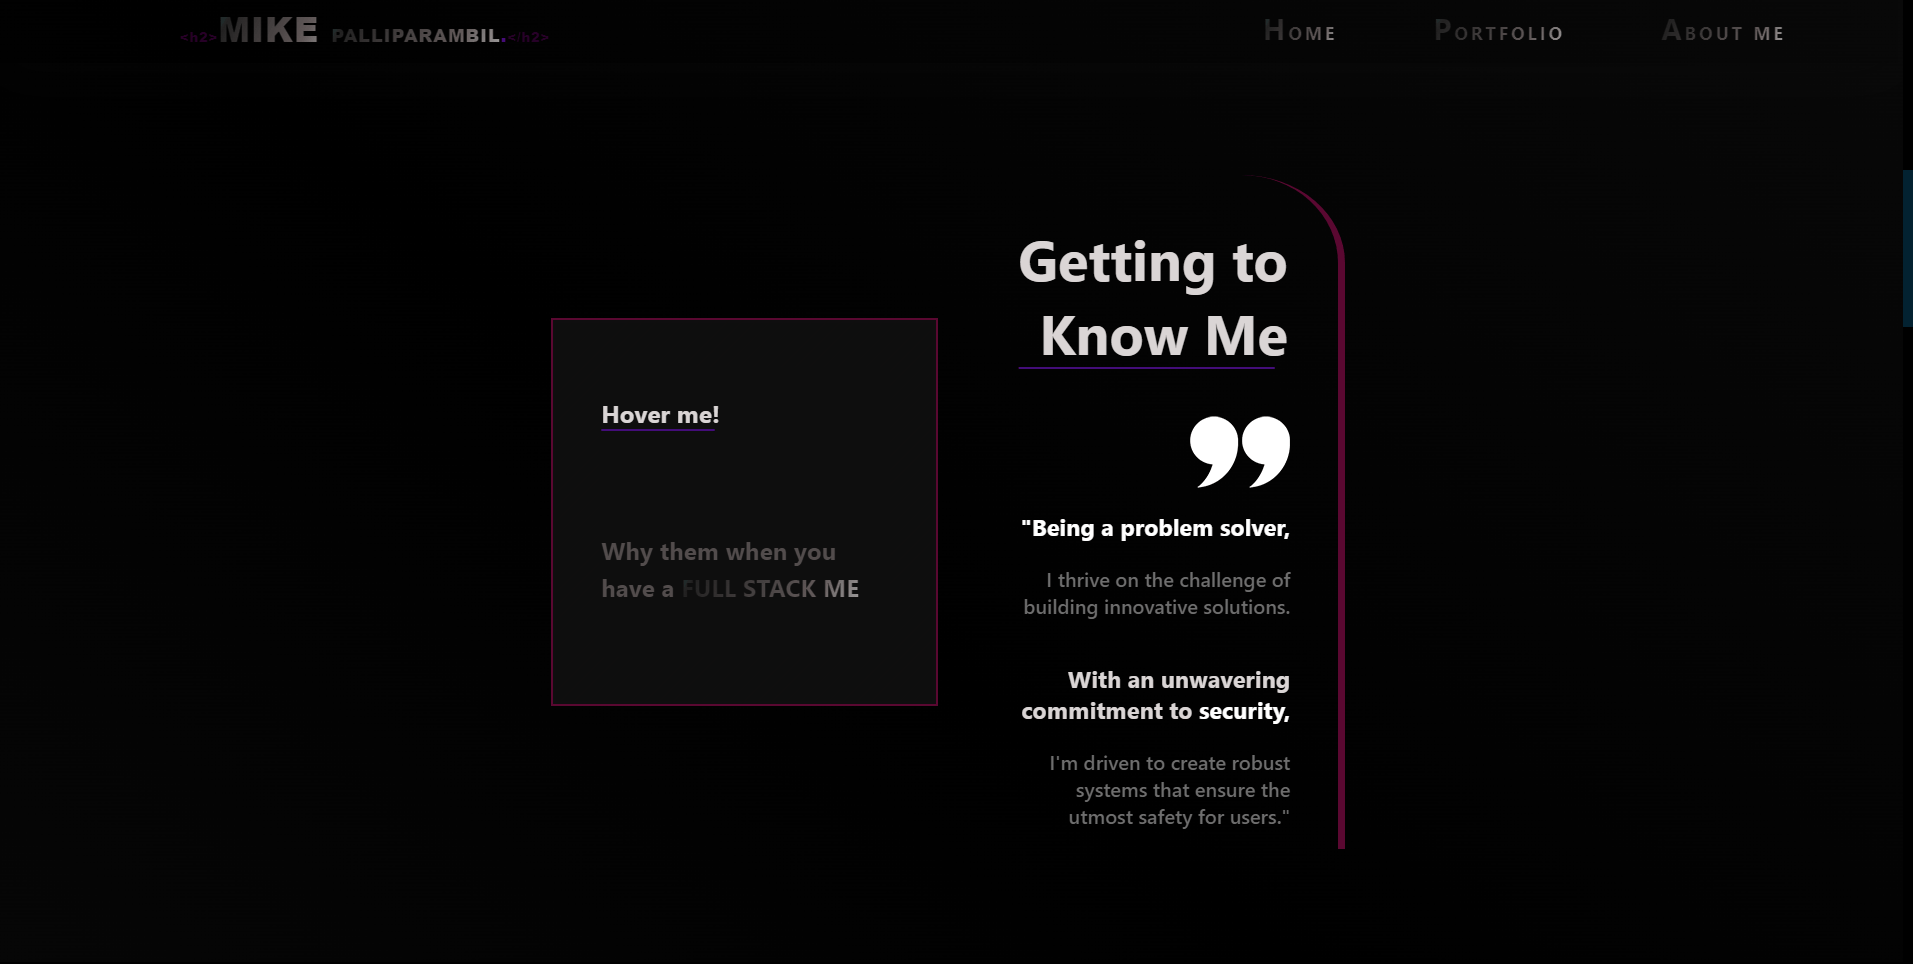 <h2>MIKE PALLIPARAMBIL.</h2>
HOME PORTFOLIO ABOUT ME
Hover me!
Why them when you
have a FULL STACK ME
Getting to
Know Me
"Being a problem solver,
I thrive on the challenge of
building innovative solutions.
With an unwavering
commitment to security,
I'm driven to create robust
systems that ensure the
utmost safety for users."